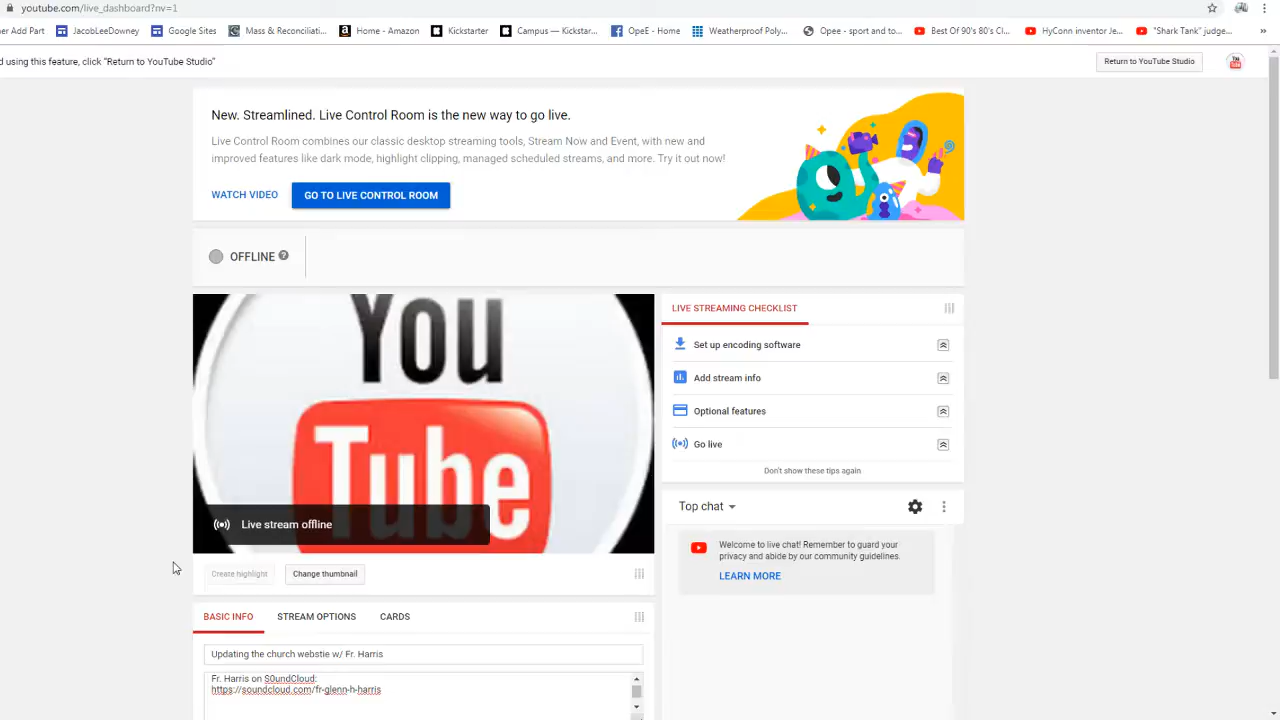 youtube.com/live_dashboard?nv=1
er Add Part JacobLeeDowney Google Sites Mass & Reconciliati... Home - Amazon Kickstarter Campus — Kickstar... OpeE - Home Weatherproof Poly... Opee - sport and to... Best Of 90's 80's Cl... HyConn inventor Je... "Shark Tank" judge... »
d using this feature, click "Return to YouTube Studio"
Return to YouTube Studio
New. Streamlined. Live Control Room is the new way to go live.
Live Control Room combines our classic desktop streaming tools, Stream Now and Event, with new and
improved features like dark mode, highlight clipping, managed scheduled streams, and more. Try it out now!
WATCH VIDEO GO TO LIVE CONTROL ROOM
OFFLINE ?
You
Tube
Live stream offline
Create highlight Change thumbnail
BASIC INFO STREAM OPTIONS CARDS
Updating the church webstie w/ Fr. Harris
Fr. Harris on S0undCloud:
https://soundcloud.com/fr-glenn-h-harris
LIVE STREAMING CHECKLIST
Set up encoding software
Add stream info
Optional features
Go live
Don't show these tips again
Top chat
Welcome to live chat! Remember to guard your
privacy and abide by our community guidelines.
LEARN MORE